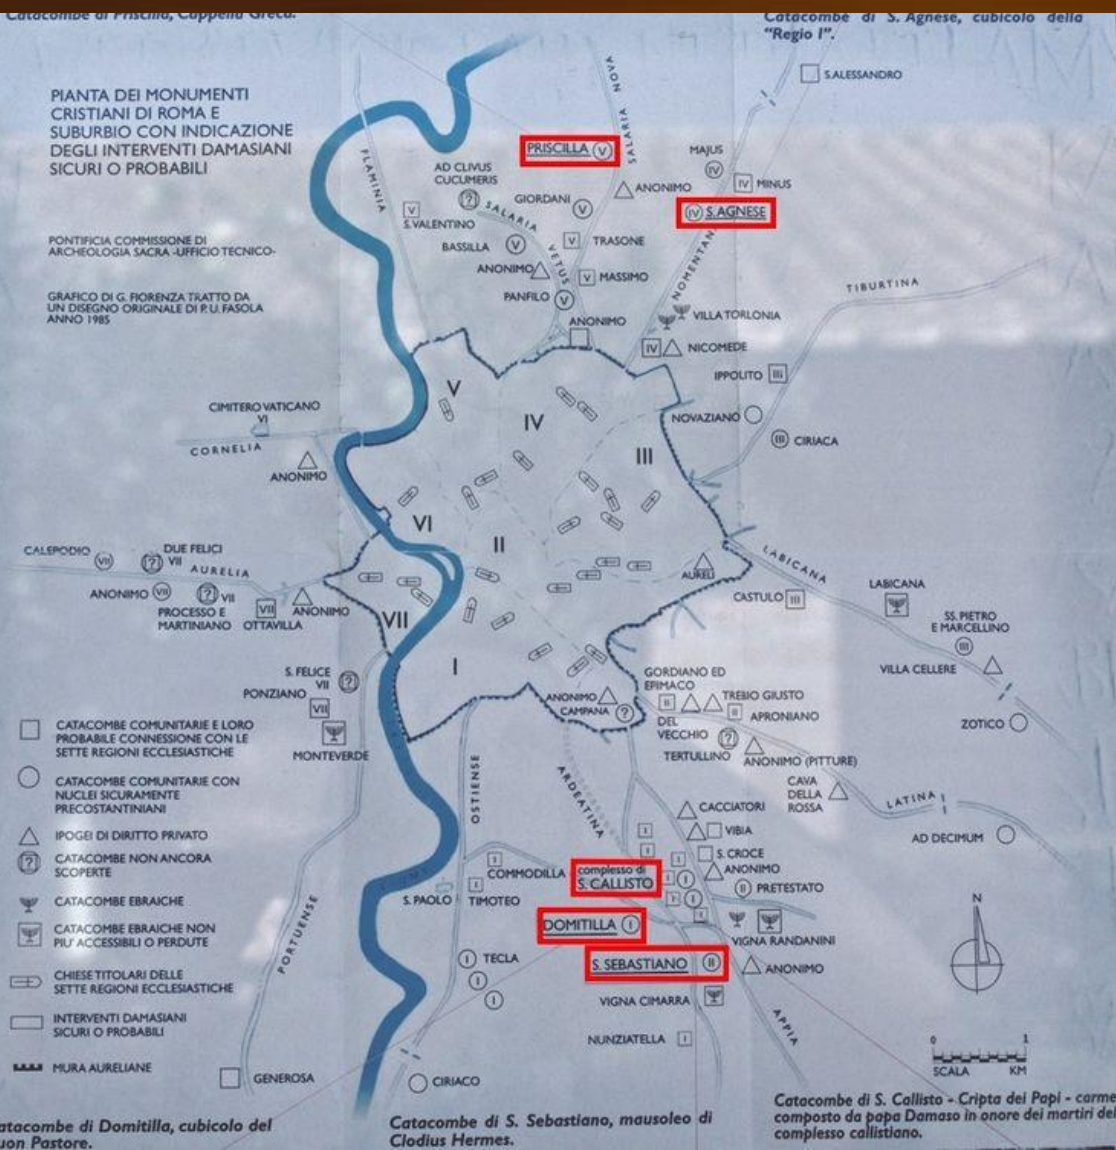 Catacombe di Priscilla, Cappella Greca.
Catacombe di S. Agnese, cubicolo della
"Regio I".
PIANTA DEI MONUMENTI
CRISTIANI DI ROMA E
SUBURBIO CON INDICAZIONE
DEGLI INTERVENTI DAMASIANI
SICURI O PROBABILI
PONTIFICIA COMMISSIONE DI
ARCHEOLOGIA SACRA -UFFICIO TECNICO-
GRAFICO DI G. FIORENZA TRATTO DA
UN DISEGNO ORIGINALE DI P. U. FASOLA
ANNO 1985
S. ALESSANDRO
FLAMINIA
SALARIA NOVA
PRISCILLA V
MAJUS
IV
IV MINUS
AD CLIVUS
CUCUMERIS
?
GIORDANI V
ANONIMO
IV S. AGNESE
V
S. VALENTINO
SALARIA VETUS
BASSILLA V
V TRASONE
ANONIMO
V MASSIMO
NOMENTANA
PANFILO V
TIBURTINA
VILLA TORLONIA
ANONIMO
IV NICOMEDE
IPPOLITO III
V
CIMITERO VATICANO
VI
IV
NOVAZIANO
III CIRIACA
CORNELIA
III
ANONIMO
VI
II
CALEPODIO VII
DUE FELICI
? VII
AURELIA
LABICANA
AURELI
ANONIMO VII
? VII
PROCESSO E
MARTINIANO
VII
OTTAVILLA
ANONIMO
VII
CASTULO III
LABICANA
SS. PIETRO
E MARCELLINO
III
VILLA CELLERE
I
S. FELICE
VII ?
PONZIANO
VII
MONTEVERDE
ANONIMO
CAMPANA ?
GORDIANO ED
EPIMACO
II
TREBIO GIUSTO
II APRONIANO
DEL
VECCHIO
TERTULLINO ?
ANONIMO (PITTURE)
ZOTICO
CAVA
DELLA
ROSSA
LATINA
AD DECIMUM
OSTIENSE
ARDEATINA
CACCIATORI
I
VIBIA
I
I
S. CROCE
ANONIMO
I
COMMODILLA
complesso di
S. CALLISTO
I I
II PRETESTATO
S. PAOLO
I
TIMOTEO
I I
I
DOMITILLA I
VIGNA RANDANINI
I TECLA
I
I
S. SEBASTIANO II
ANONIMO
VIGNA CIMARRA
APPIA
NUNZIATELLA I
PORTUENSE
GENEROSA
CIRIACO
CATACOMBE COMUNITARIE E LORO
PROBABILE CONNESSIONE CON LE
SETTE REGIONI ECCLESIASTICHE
CATACOMBE COMUNITARIE CON
NUCLEI SICURAMENTE
PRECOSTANTINIANI
IPOGEI DI DIRITTO PRIVATO
? CATACOMBE NON ANCORA
SCOPERTE
CATACOMBE EBRAICHE
CATACOMBE EBRAICHE NON
PIU' ACCESSIBILI O PERDUTE
CHIESE TITOLARI DELLE
SETTE REGIONI ECCLESIASTICHE
INTERVENTI DAMASIANI
SICURI O PROBABILI
MURA AURELIANE
N
0 1
SCALA KM
atacombe di Domitilla, cubicolo del
uon Pastore.
Catacombe di S. Sebastiano, mausoleo di
Clodius Hermes.
Catacombe di S. Callisto - Cripta dei Papi - carme
composto da papa Damaso in onore dei martiri del
complesso callistiano.